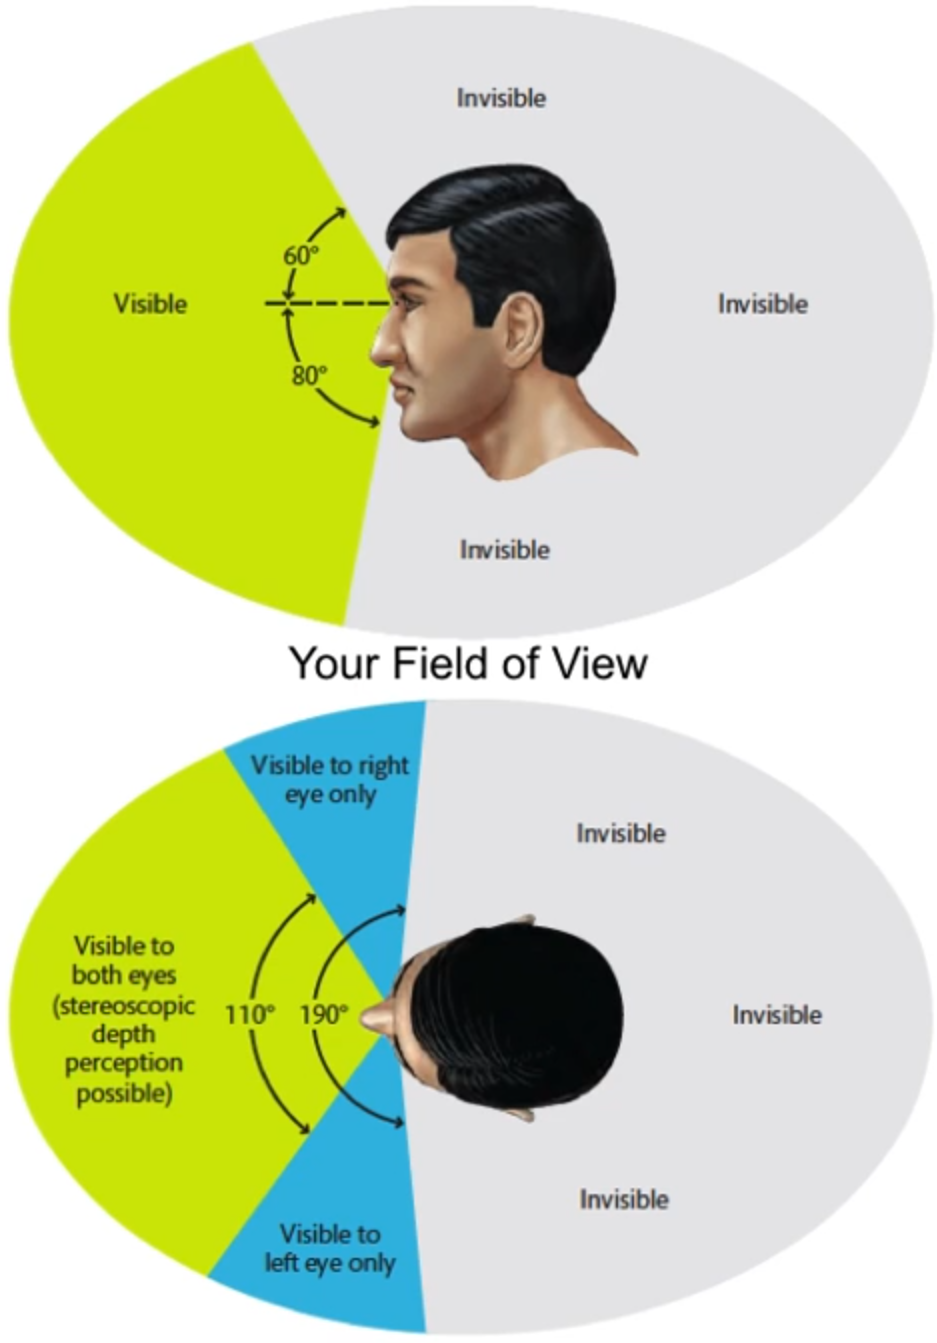 Invisible
60°
Visible
Invisible
80°
Invisible
Your Field of View
Visible to right
eye only
Invisible
Visible to
both eyes
(stereoscopic
depth
perception
possible)
110°
190°
Invisible
Invisible
Visible to
left eye only